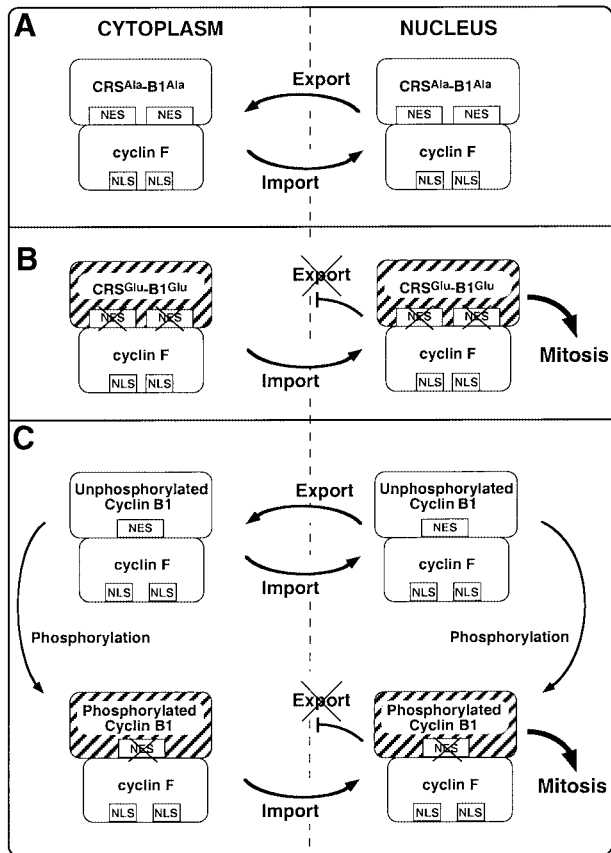 A
CYTOPLASM
NUCLEUS
CRSAla-B1Ala
NES NES
cyclin F
NLS NLS
Export
Import
CRSAla-B1Ala
NES NES
cyclin F
NLS NLS
B
CRSGlu-B1Glu
NES NES
cyclin F
NLS NLS
Export
Import
CRSGlu-B1Glu
NES NES
cyclin F
NLS NLS
Mitosis
C
Unphosphorylated
Cyclin B1
NES
cyclin F
NLS NLS
Export
Import
Unphosphorylated
Cyclin B1
NES
cyclin F
NLS NLS
Phosphorylation
Phosphorylation
Phosphorylated
Cyclin B1
NES
cyclin F
NLS NLS
Export
Import
Phosphorylated
Cyclin B1
NES
cyclin F
NLS NLS
Mitosis